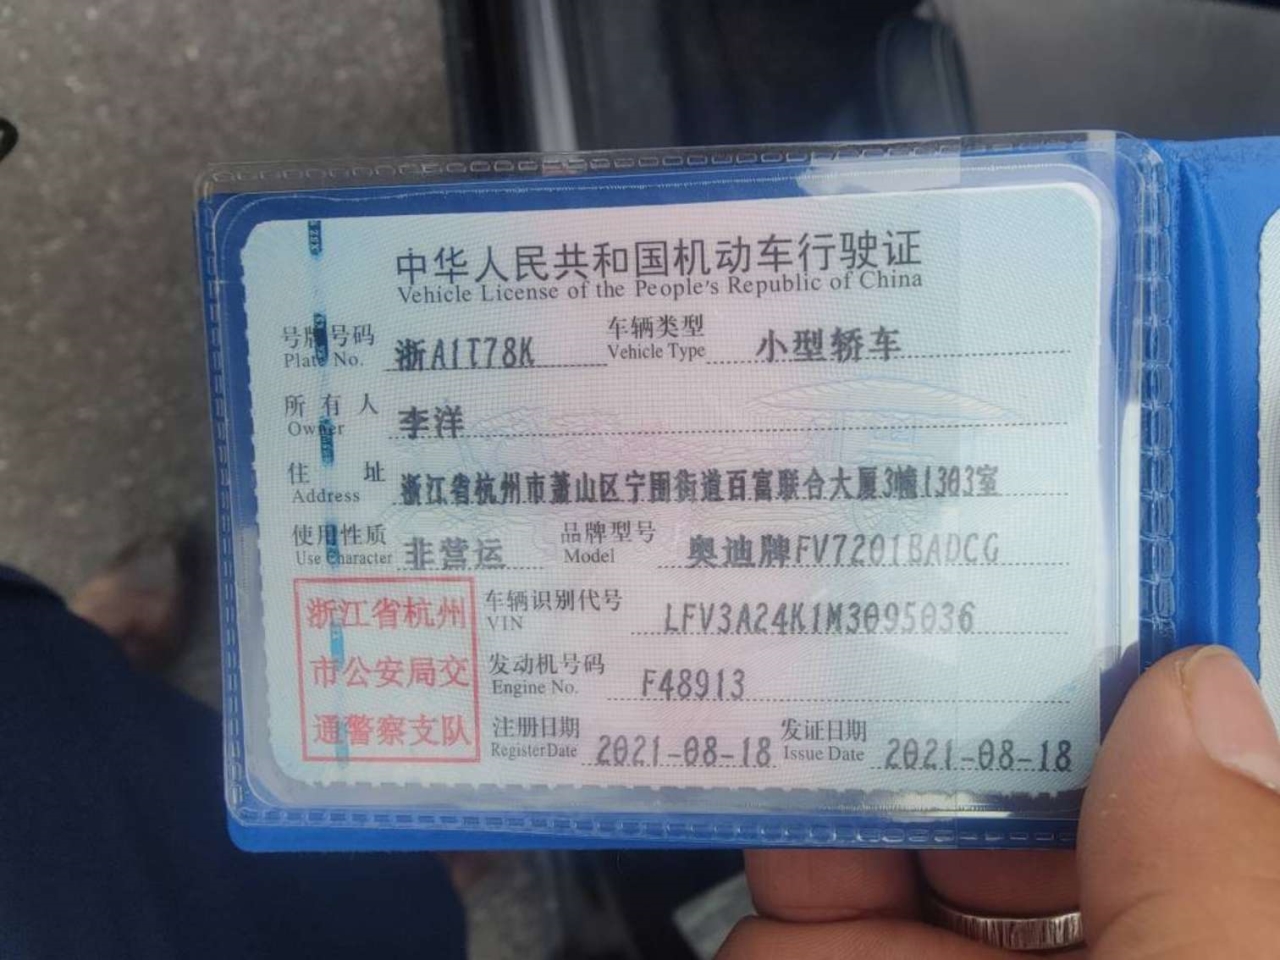 中华人民共和国机动车行驶证
Vehicle License of the People's Republic of China
号牌号码 浙A1T78K 车辆类型 小型轿车
Plate No. Vehicle Type
所有人 李洋
Owner
住址 浙江省杭州市萧山区宁围街道百富联合大厦3幢1303室
Address
使用性质 非营运 品牌型号 奥迪牌FV7201BADCG
Use Character Model
车辆识别代号 LFV3A24K1M3095036
VIN
发动机号码 F48913
Engine No.
注册日期 2021-08-18 发证日期 2021-08-18
Register Date Issue Date
浙江省杭州
市公安局交
通警察支队